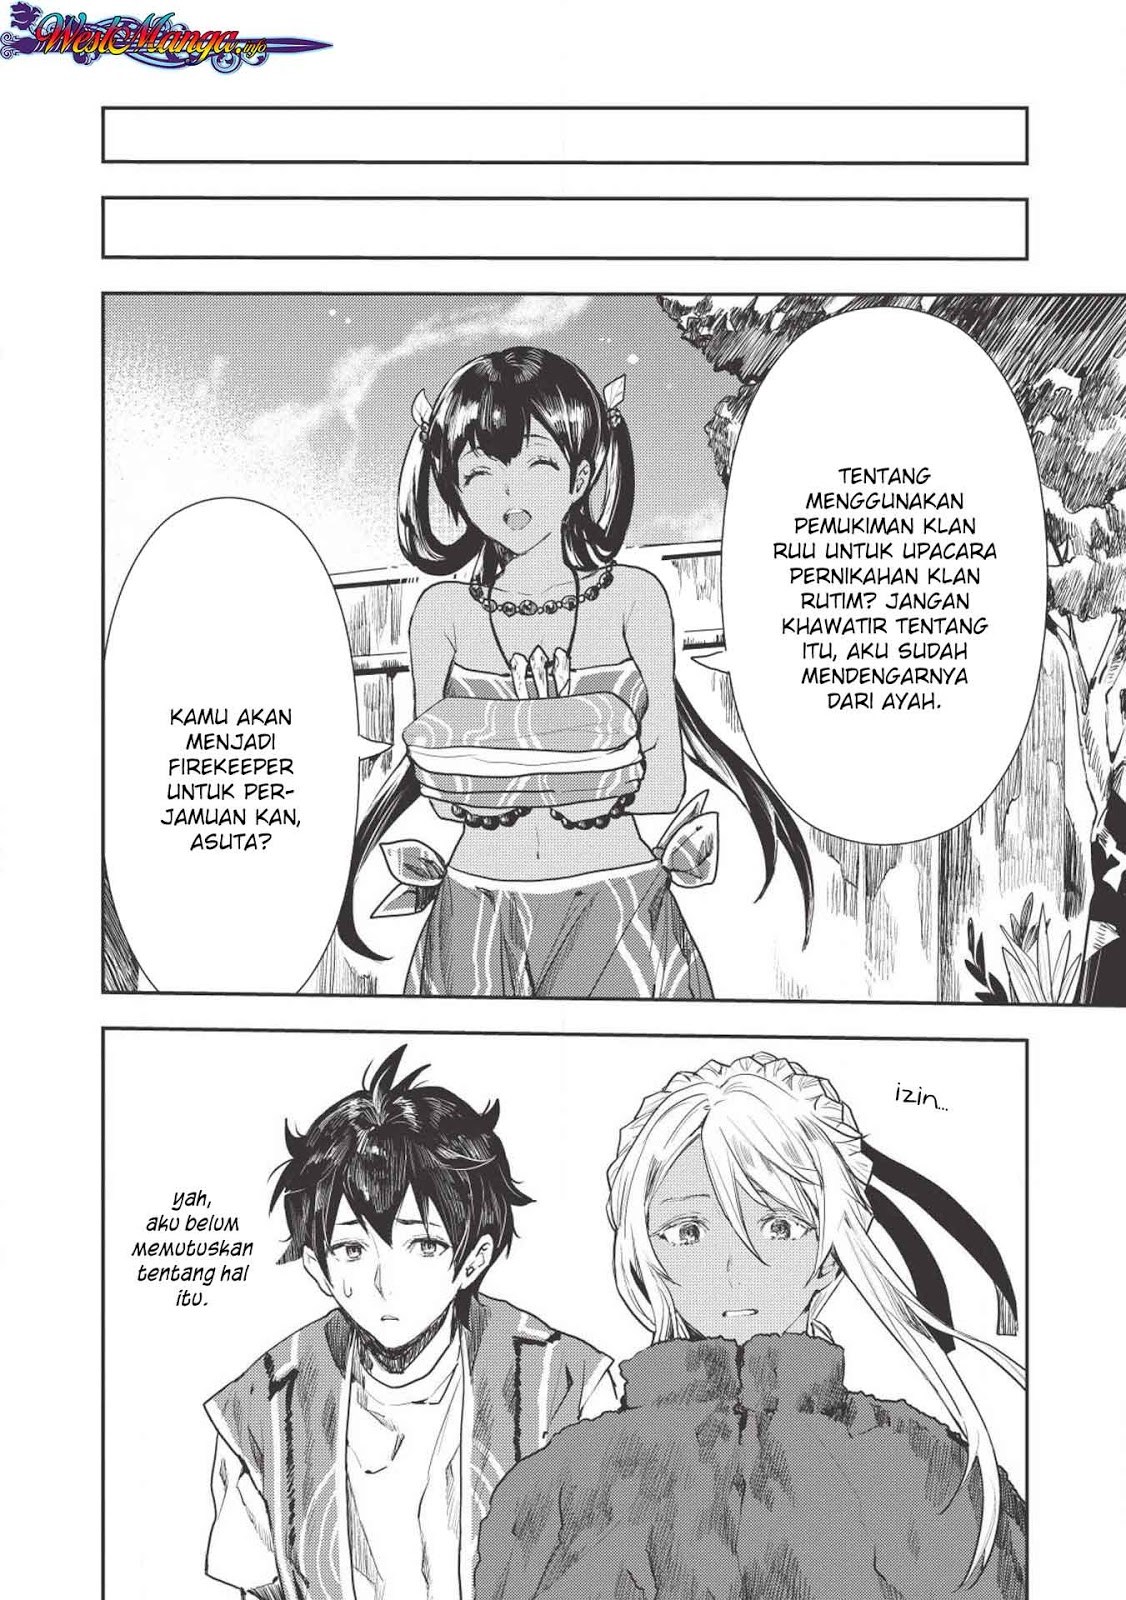 WestManga.info
TENTANG
MENGGUNAKAN
PEMUKIMAN KLAN
RUU UNTUK UPACARA
PERNIKAHAN KLAN
RUTIM? JANGAN
KHAWATIR TENTANG
ITU, AKU SUDAH
MENDENGARNYA
DARI AYAH.
KAMU AKAN
MENJADI
FIREKEEPER
UNTUK PER-
JAMUAN KAN,
ASUTA?
izin...
yah,
aku belum
memutuskan
tentang hal
itu.